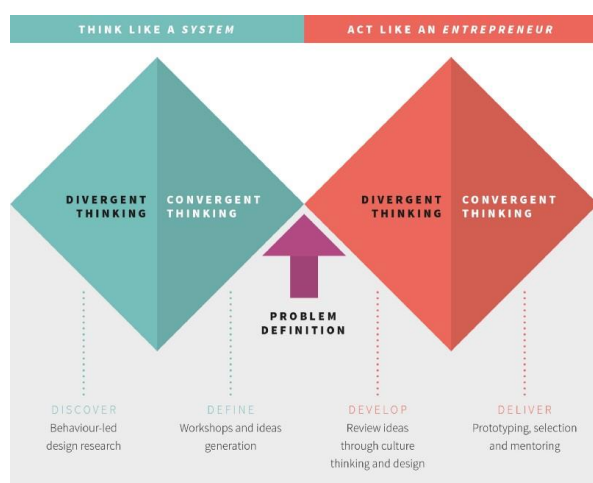 THINK LIKE A SYSTEM
ACT LIKE AN ENTREPRENEUR
DIVERGENT
THINKING
CONVERGENT
THINKING
DIVERGENT
THINKING
CONVERGENT
THINKING
PROBLEM
DEFINITION
DISCOVER
Behaviour-led
design research
DEFINE
Workshops and ideas
generation
DEVELOP
Review ideas
through culture
thinking and design
DELIVER
Prototyping, selection
and mentoring